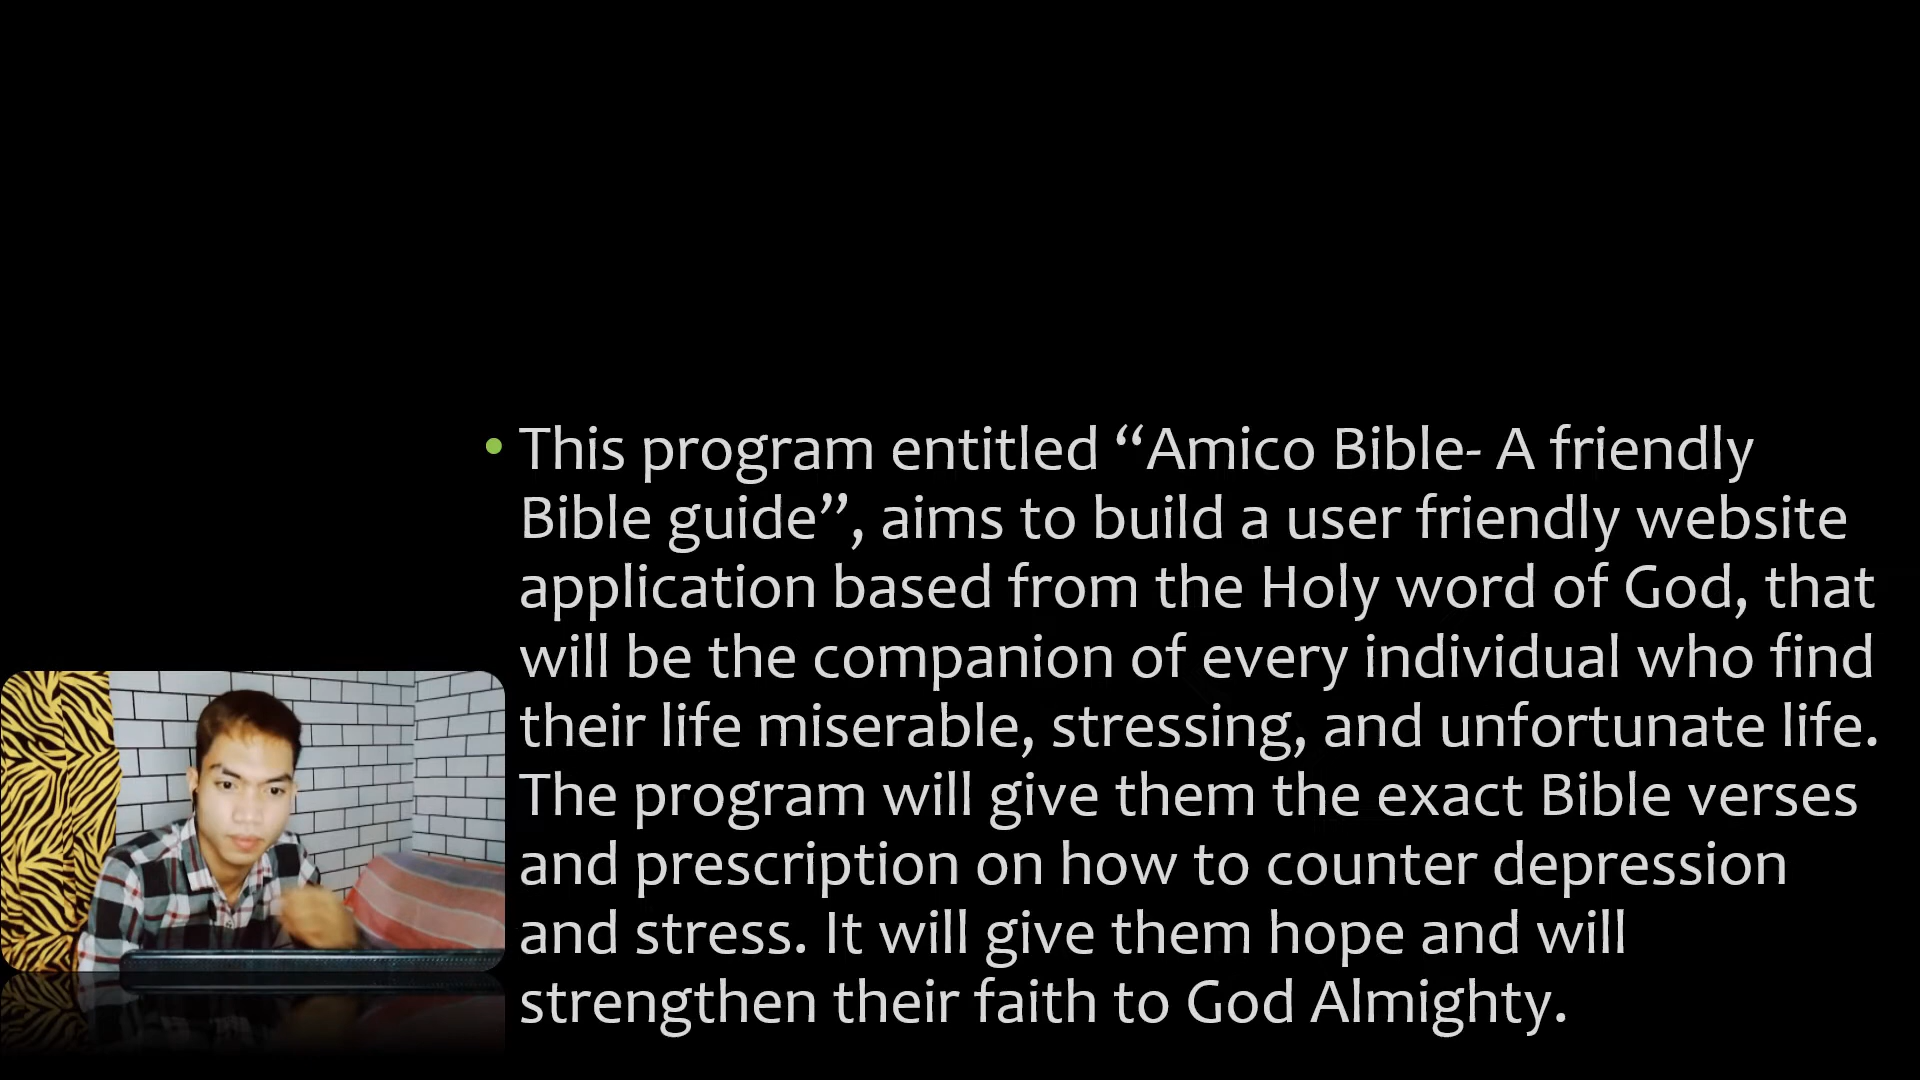 • This program entitled “Amico Bible- A friendly
Bible guide”, aims to build a user friendly website
application based from the Holy word of God, that
will be the companion of every individual who find
their life miserable, stressing, and unfortunate life.
The program will give them the exact Bible verses
and prescription on how to counter depression
and stress. It will give them hope and will
strengthen their faith to God Almighty.